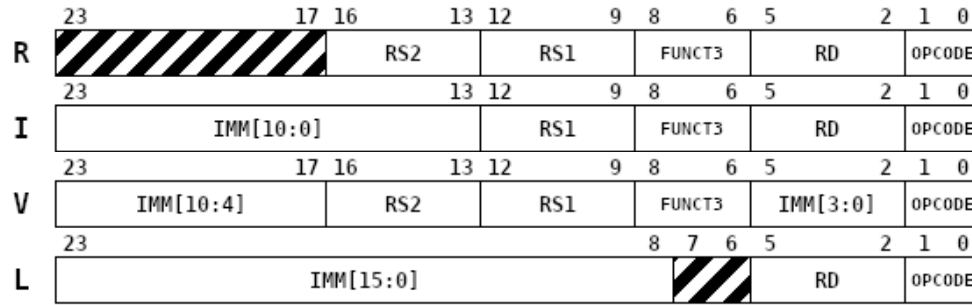 23 17 16 13 12 9 8 6 5 2 1 0
R RS2 RS1 FUNCT3 RD OPCODE
23 13 12 9 8 6 5 2 1 0
I IMM[10:0] RS1 FUNCT3 RD OPCODE
23 17 16 13 12 9 8 6 5 2 1 0
V IMM[10:4] RS2 RS1 FUNCT3 IMM[3:0] OPCODE
23 8 7 6 5 2 1 0
L IMM[15:0] RD OPCODE